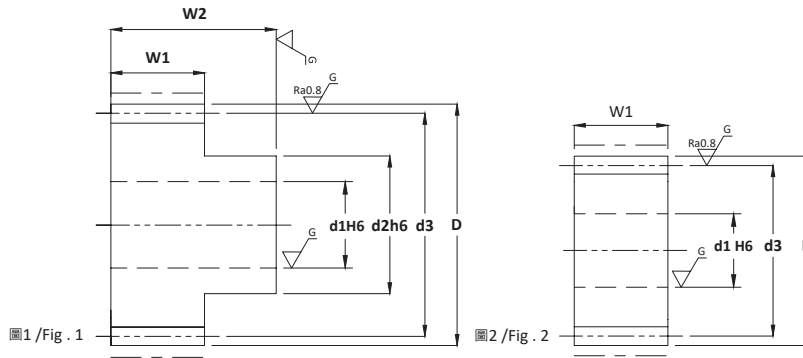 W2
G
W1
G
Ra0.8
d1H6 d2h6 d3 D
G
圖1 /Fig . 1
W1
G
Ra0.8
d1 H6 d3
G
圖2 /Fig . 2